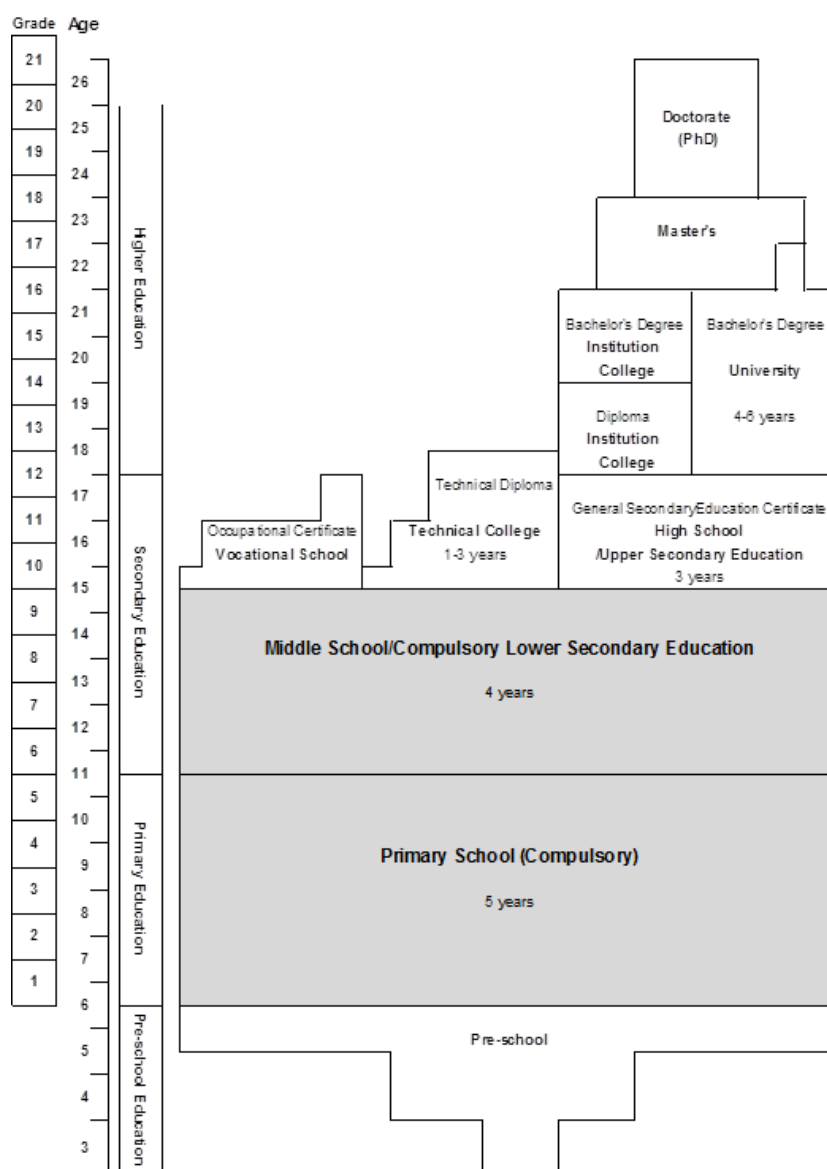 Grade Age
21
20
19
18
17
16
15
14
13
12
11
10
9
8
7
6
5
4
3
2
1
26
25
24
23
22
21
20
19
18
17
16
15
14
13
12
11
10
9
8
7
6
5
4
3
Higher Education
Secondary Education
Primary Education
Pre-school Education
Doctorate
(PhD)
Master's
Bachelor's Degree
Institution
College
Bachelor's Degree
University
4-6 years
Diploma
Institution
College
Technical Diploma
Technical College
1-3 years
Occupational Certificate
Vocational School
General Secondary Education Certificate
High School
/Upper Secondary Education
3 years
Middle School/Compulsory Lower Secondary Education
4 years
Primary School (Compulsory)
5 years
Pre-school